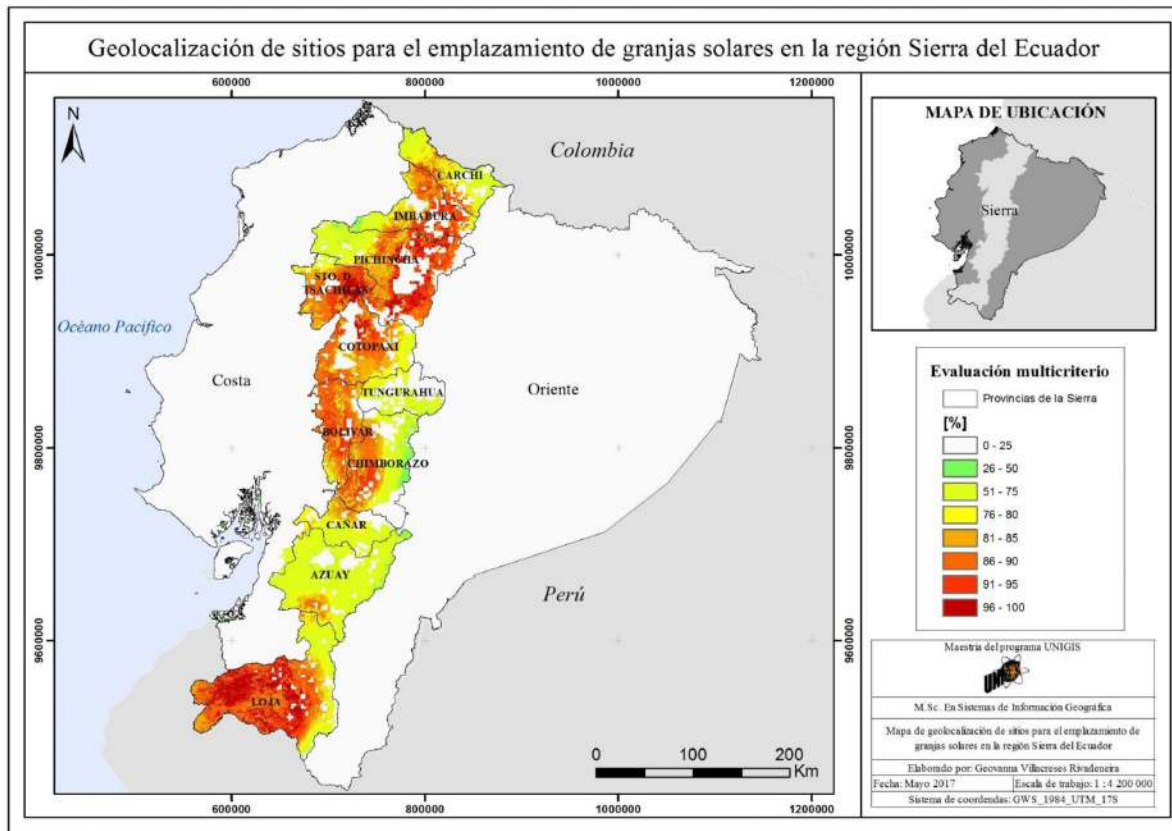 Geolocalización de sitios para el emplazamiento de granjas solares en la región Sierra del Ecuador
600000
800000
1000000
1200000
N
Colombia
CARCHI
IMBABURA
PICHINCHA
STO. D.
TSACHILAS
Océano Pacífico
COTOPAXI
Costa
TUNGURAHUA
Oriente
BOLIVAR
CHIMBORAZO
CAÑAR
AZUAY
Perú
LOJA
10000000
9800000
9600000
10000000
9800000
9600000
0 100 200
Km
600000
800000
1000000
1200000
MAPA DE UBICACIÓN
Sierra
Evaluación multicriterio
Provincias de la Sierra
[%]
0 - 25
26 - 50
51 - 75
76 - 80
81 - 85
86 - 90
91 - 95
96 - 100
Maestría del programa UNIGIS
M.Sc. En Sistemas de Información Geográfica
Mapa de geolocalización de sitios para el emplazamiento de
granjas solares en la región Sierra del Ecuador
Elaborado por: Geovanna Villacreses Rivadeneira
Fecha: Mayo 2017
Escala de trabajo: 1 : 4 200 000
Sistema de coordendas: GWS_1984_UTM_17S